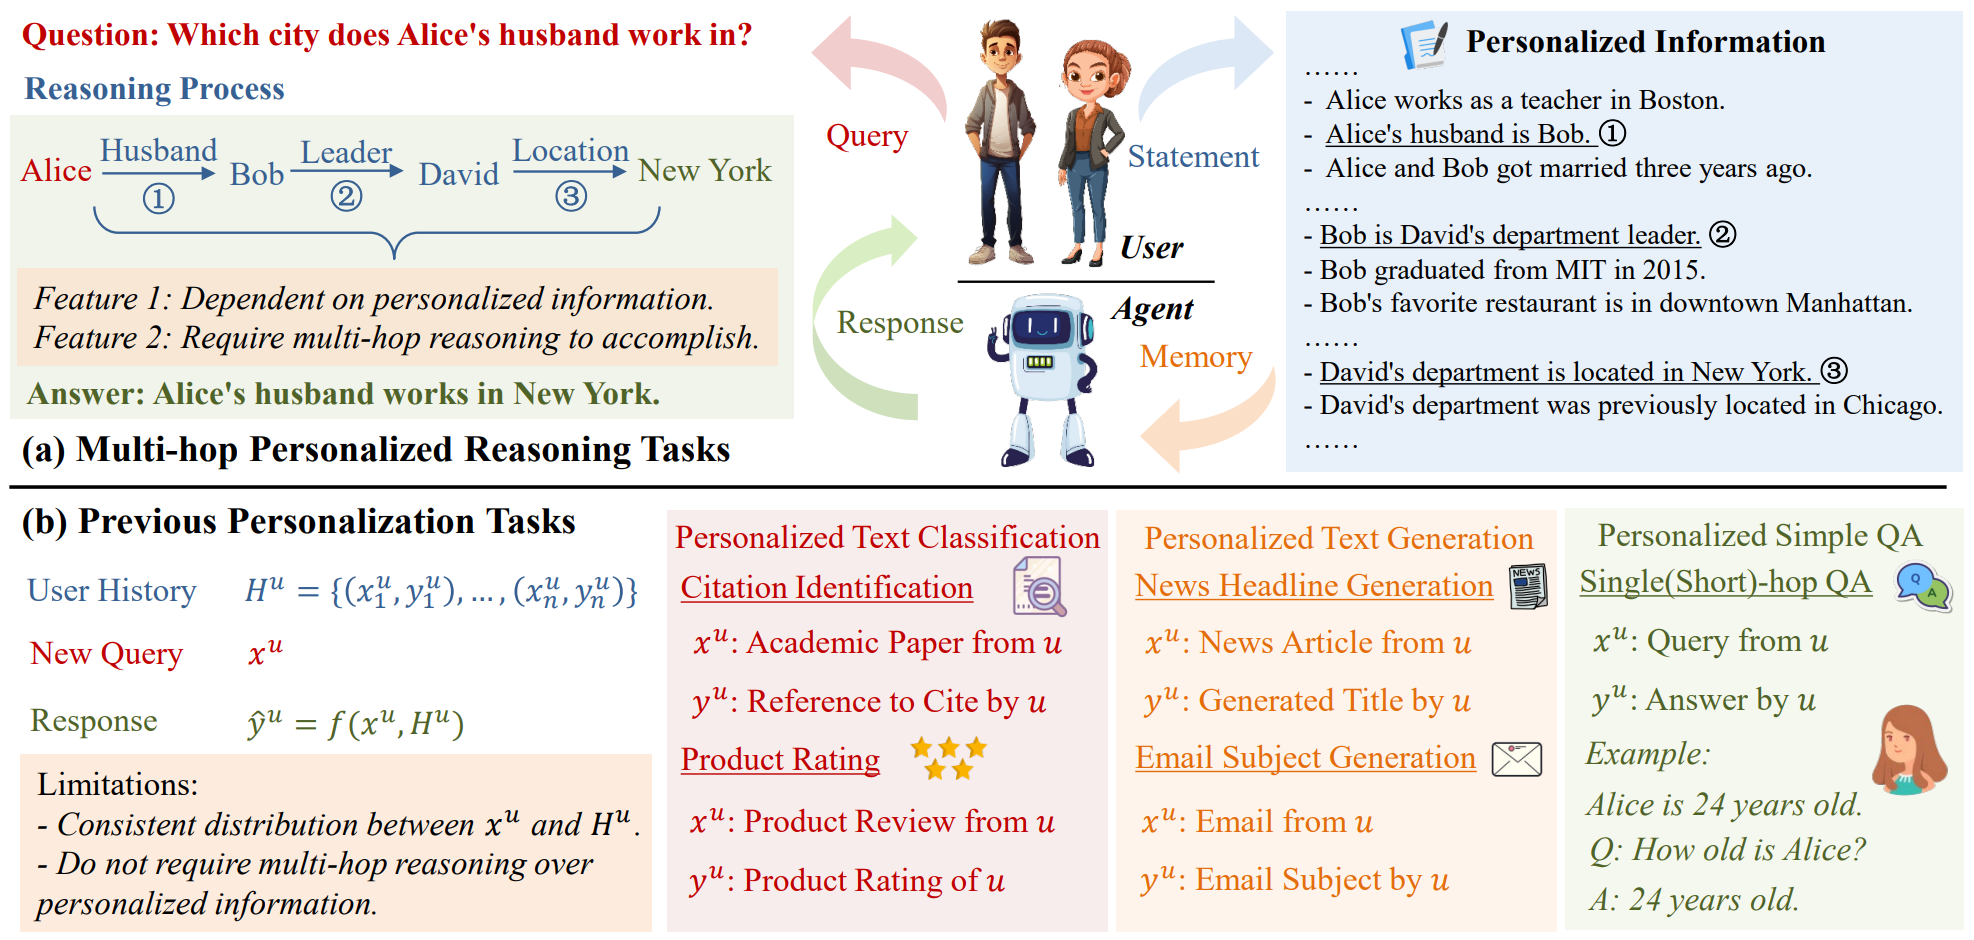 Question: Which city does Alice's husband work in?
Reasoning Process
Alice Husband ① Bob Leader ② David Location ③ New York
Feature 1: Dependent on personalized information.
Feature 2: Require multi-hop reasoning to accomplish.
Answer: Alice's husband works in New York.
(a) Multi-hop Personalized Reasoning Tasks
Query
Statement
User
Agent
Response
Memory
Personalized Information
......
- Alice works as a teacher in Boston.
- Alice's husband is Bob. ①
- Alice and Bob got married three years ago.
......
- Bob is David's department leader. ②
- Bob graduated from MIT in 2015.
- Bob's favorite restaurant is in downtown Manhattan.
......
- David's department is located in New York. ③
- David's department was previously located in Chicago.
......
(b) Previous Personalization Tasks
User History H^u = {(x_1^u, y_1^u), ..., (x_n^u, y_n^u)}
New Query x^u
Response ŷ^u = f(x^u, H^u)
Limitations:
- Consistent distribution between x^u and H^u.
- Do not require multi-hop reasoning over
personalized information.
Personalized Text Classification
Citation Identification
x^u: Academic Paper from u
y^u: Reference to Cite by u
Product Rating
x^u: Product Review from u
y^u: Product Rating of u
Personalized Text Generation
News Headline Generation
NEWS
x^u: News Article from u
y^u: Generated Title by u
Email Subject Generation
x^u: Email from u
y^u: Email Subject by u
Personalized Simple QA
Single(Short)-hop QA
Q
A
x^u: Query from u
y^u: Answer by u
Example:
Alice is 24 years old.
Q: How old is Alice?
A: 24 years old.